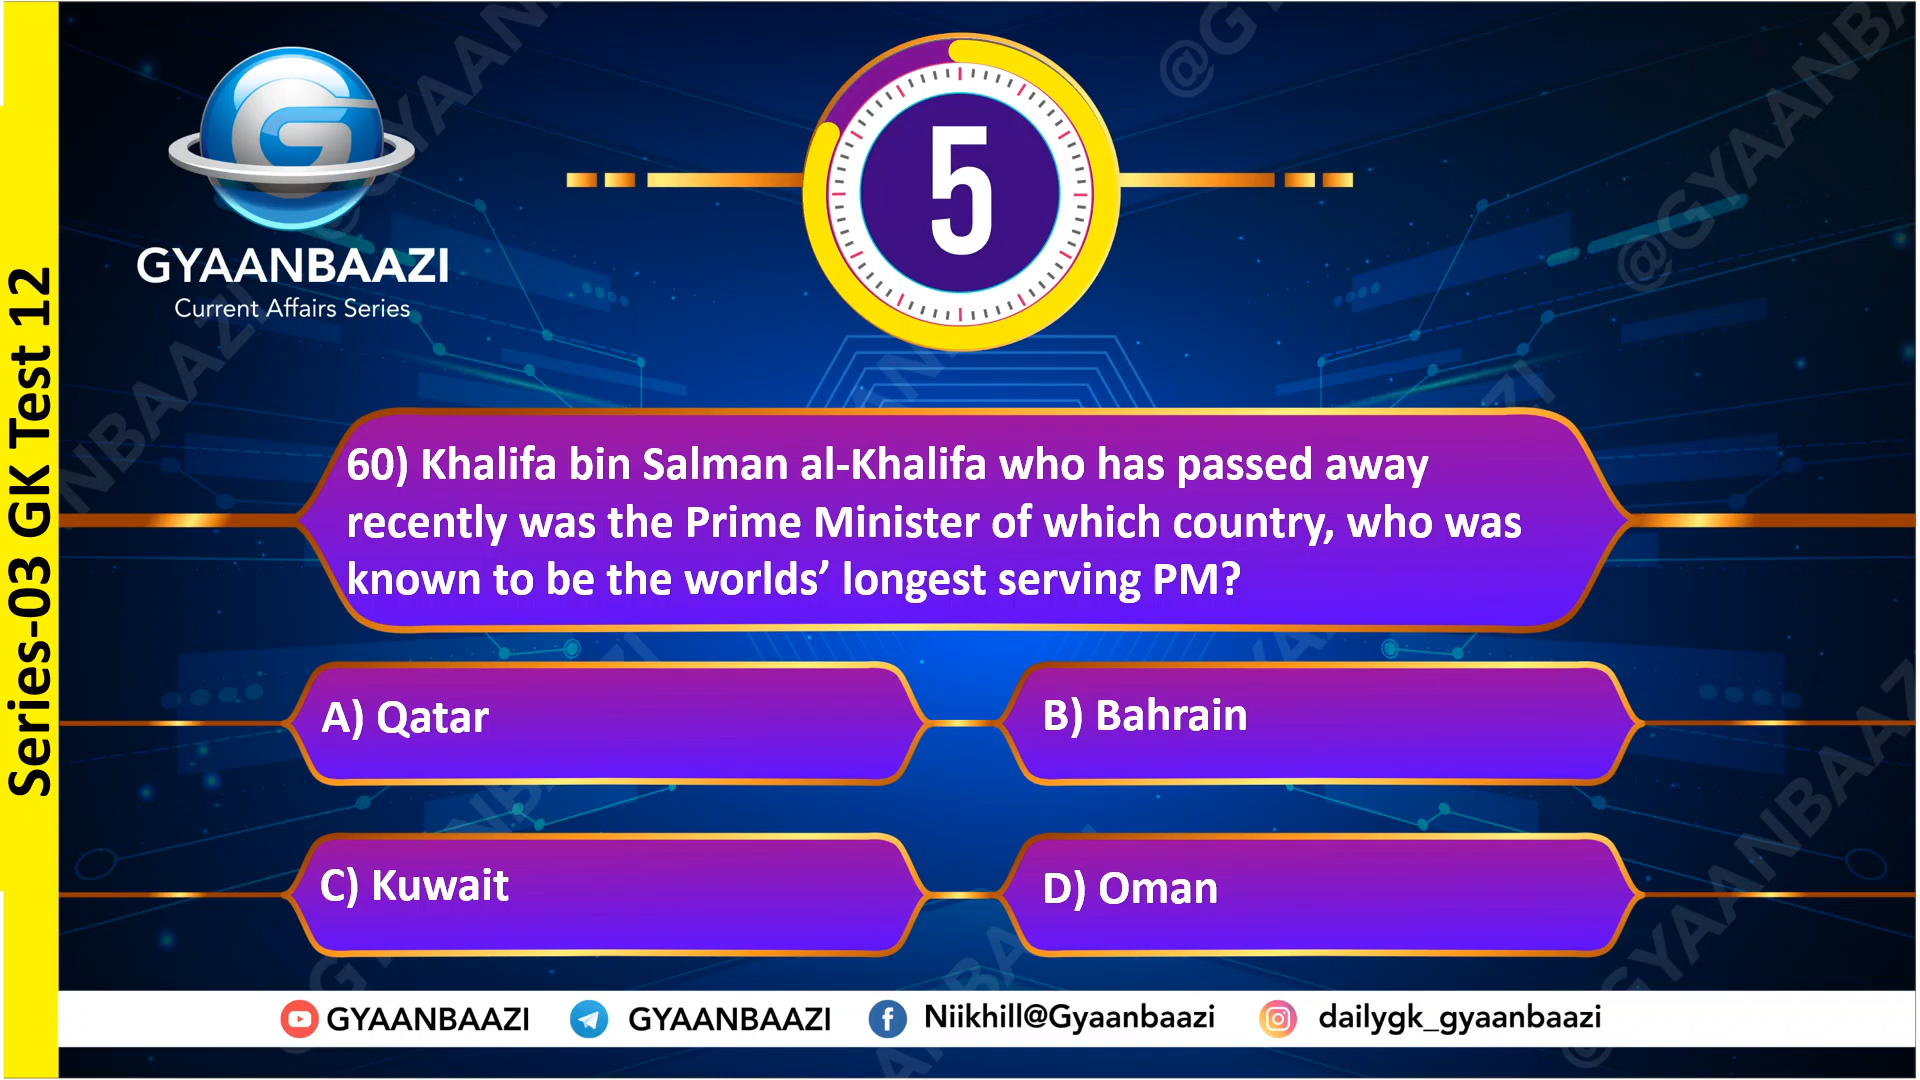 Series-03 GK Test 12
GYAANBAAZI
Current Affairs Series
5
60) Khalifa bin Salman al-Khalifa who has passed away
recently was the Prime Minister of which country, who was
known to be the worlds’ longest serving PM?
A) Qatar
B) Bahrain
C) Kuwait
D) Oman
GYAANBAAZI
GYAANBAAZI
Niikhill@Gyaanbaazi
dailygk_gyaanbaazi
@GYAANBAAZI